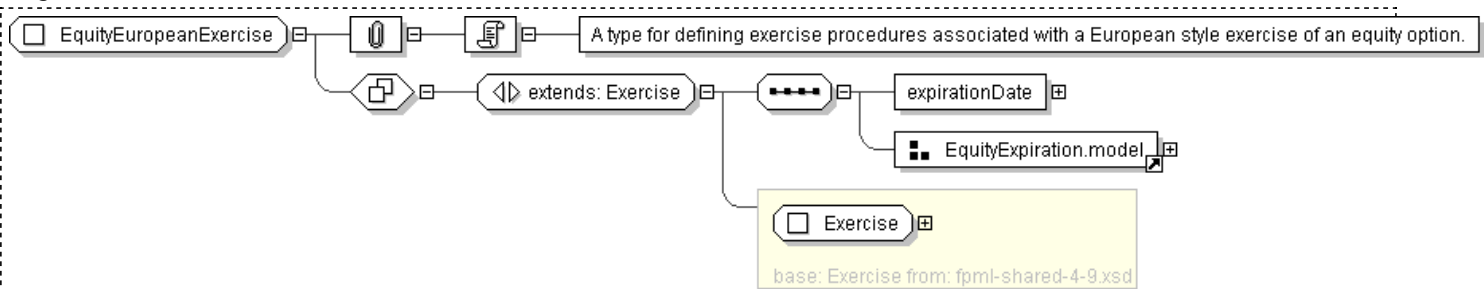 EquityEuropeanExercise
A type for defining exercise procedures associated with a European style exercise of an equity option.
extends: Exercise
expirationDate
EquityExpiration.model
Exercise
base: Exercise from: fpml-shared-4-9.xsd